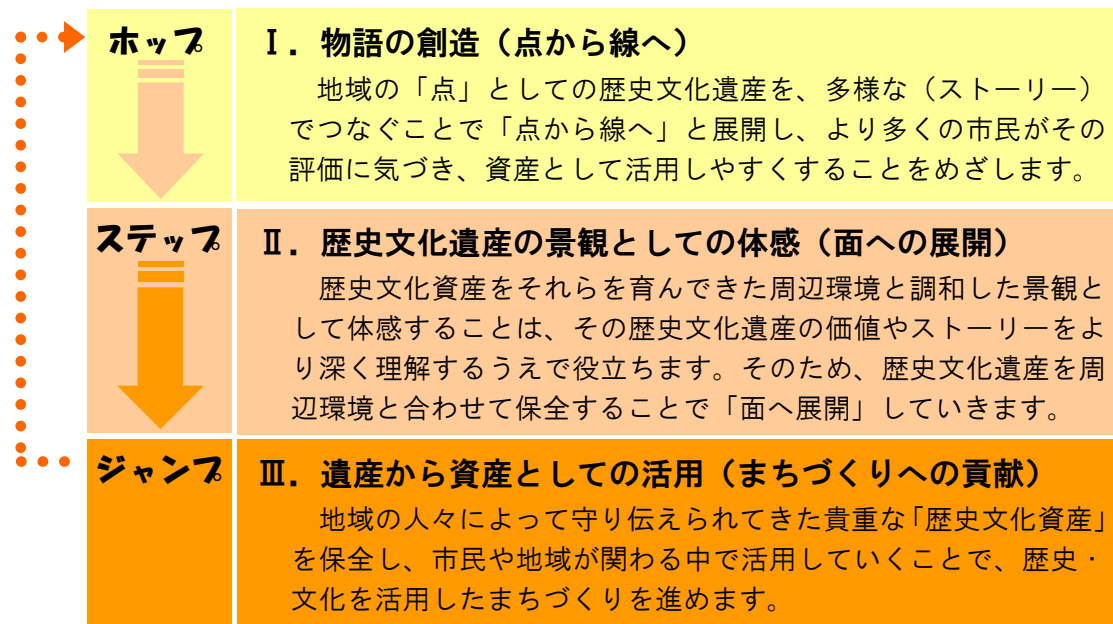 ホップ
Ⅰ．物語の創造（点から線へ）
地域の「点」としての歴史文化遺産を、多様な（ストーリー）
でつなぐことで「点から線へ」と展開し、より多くの市民がその
評価に気づき、資産として活用しやすくすることをめざします。
ステップ
Ⅱ．歴史文化遺産の景観としての体感（面への展開）
歴史文化資産をそれらを育んできた周辺環境と調和した景観と
して体感することは、その歴史文化遺産の価値やストーリーをよ
り深く理解するうえで役立ちます。そのため、歴史文化遺産を周
辺環境と合わせて保全することで「面へ展開」していきます。
ジャンプ
Ⅲ．遺産から資産としての活用（まちづくりへの貢献）
地域の人々によって守り伝えられてきた貴重な「歴史文化資産」
を保全し、市民や地域が関わる中で活用していくことで、歴史・
文化を活用したまちづくりを進めます。